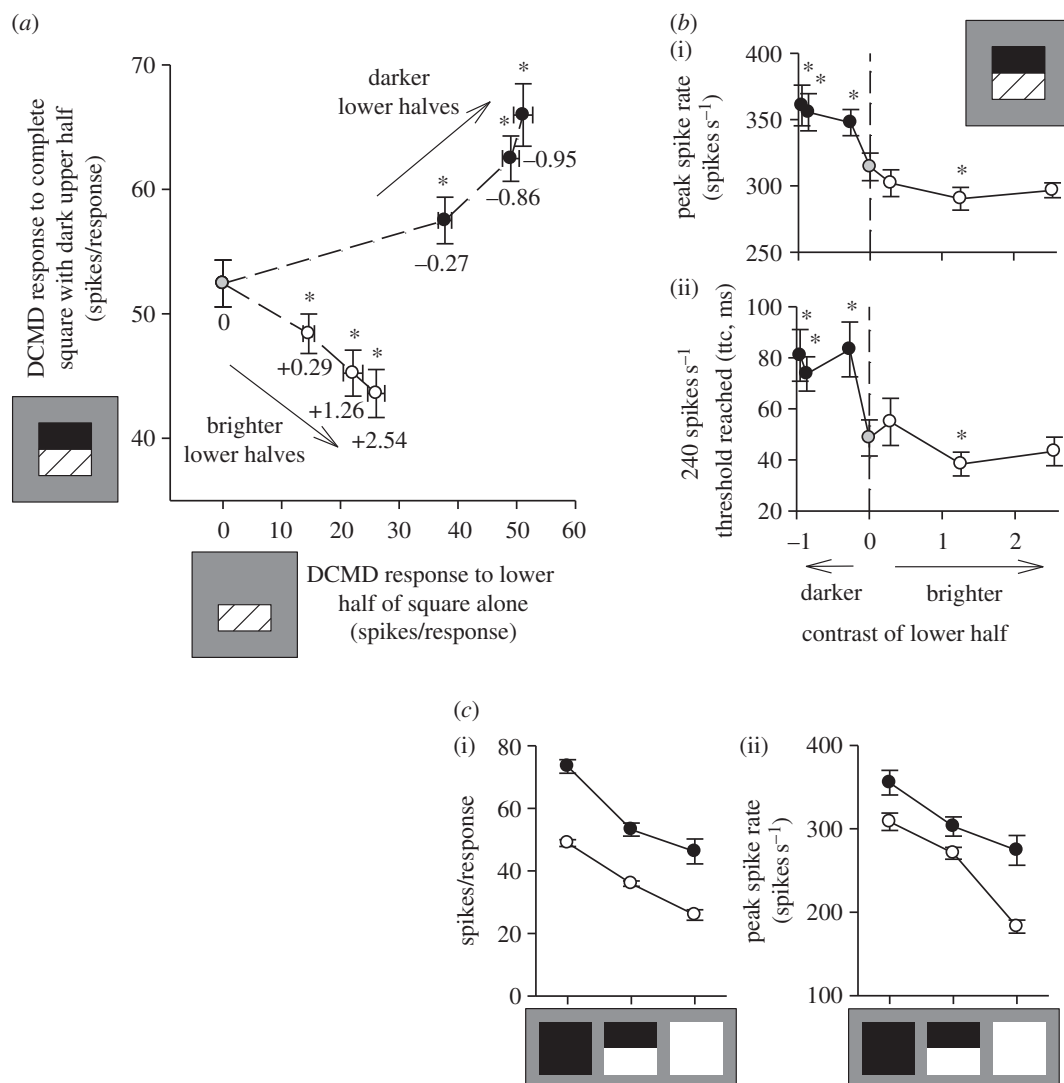 (a)
70
60
50
40
DCMD response to complete
square with dark upper half
(spikes/response)
darker
lower halves
*
*
*
−0.95
−0.86
−0.27
0
*
*
*
+0.29
+1.26
+2.54
brighter
lower halves
0 10 20 30 40 50 60
DCMD response to lower
half of square alone
(spikes/response)
(b)
(i)
400
350
300
250
peak spike rate
(spikes s−1)
*
*
*
*
(ii)
100
80
60
40
20
240 spikes s−1
threshold reached (ttc, ms)
*
*
*
*
−1 0 1 2
darker brighter
contrast of lower half
(c)
(i)
80
60
40
20
0
spikes/response
(ii)
400
300
200
100
peak spike rate
(spikes s−1)